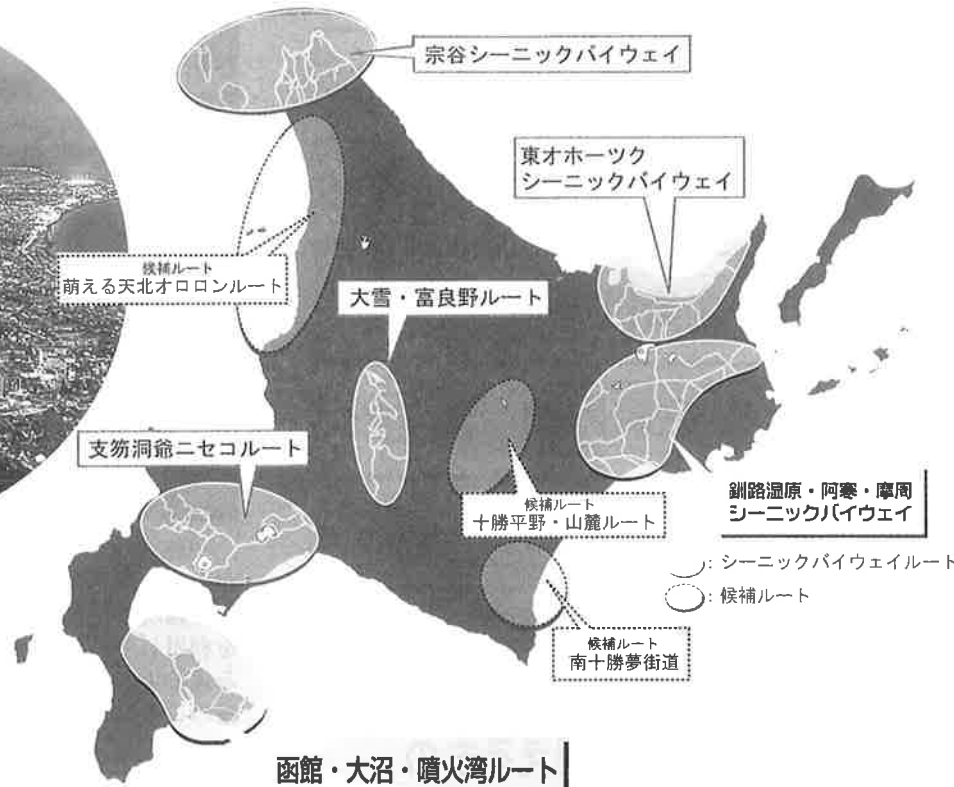 宗谷シーニックバイウェイ
東オホーツク
シーニックバイウェイ
候補ルート
萌える天北オロロンルート
大雪・富良野ルート
支笏洞爺ニセコルート
候補ルート
十勝平野・山麓ルート
釧路湿原・阿寒・摩周
シーニックバイウェイ
：シーニックバイウェイルート
：候補ルート
候補ルート
南十勝夢街道
函館・大沼・噴火湾ルート